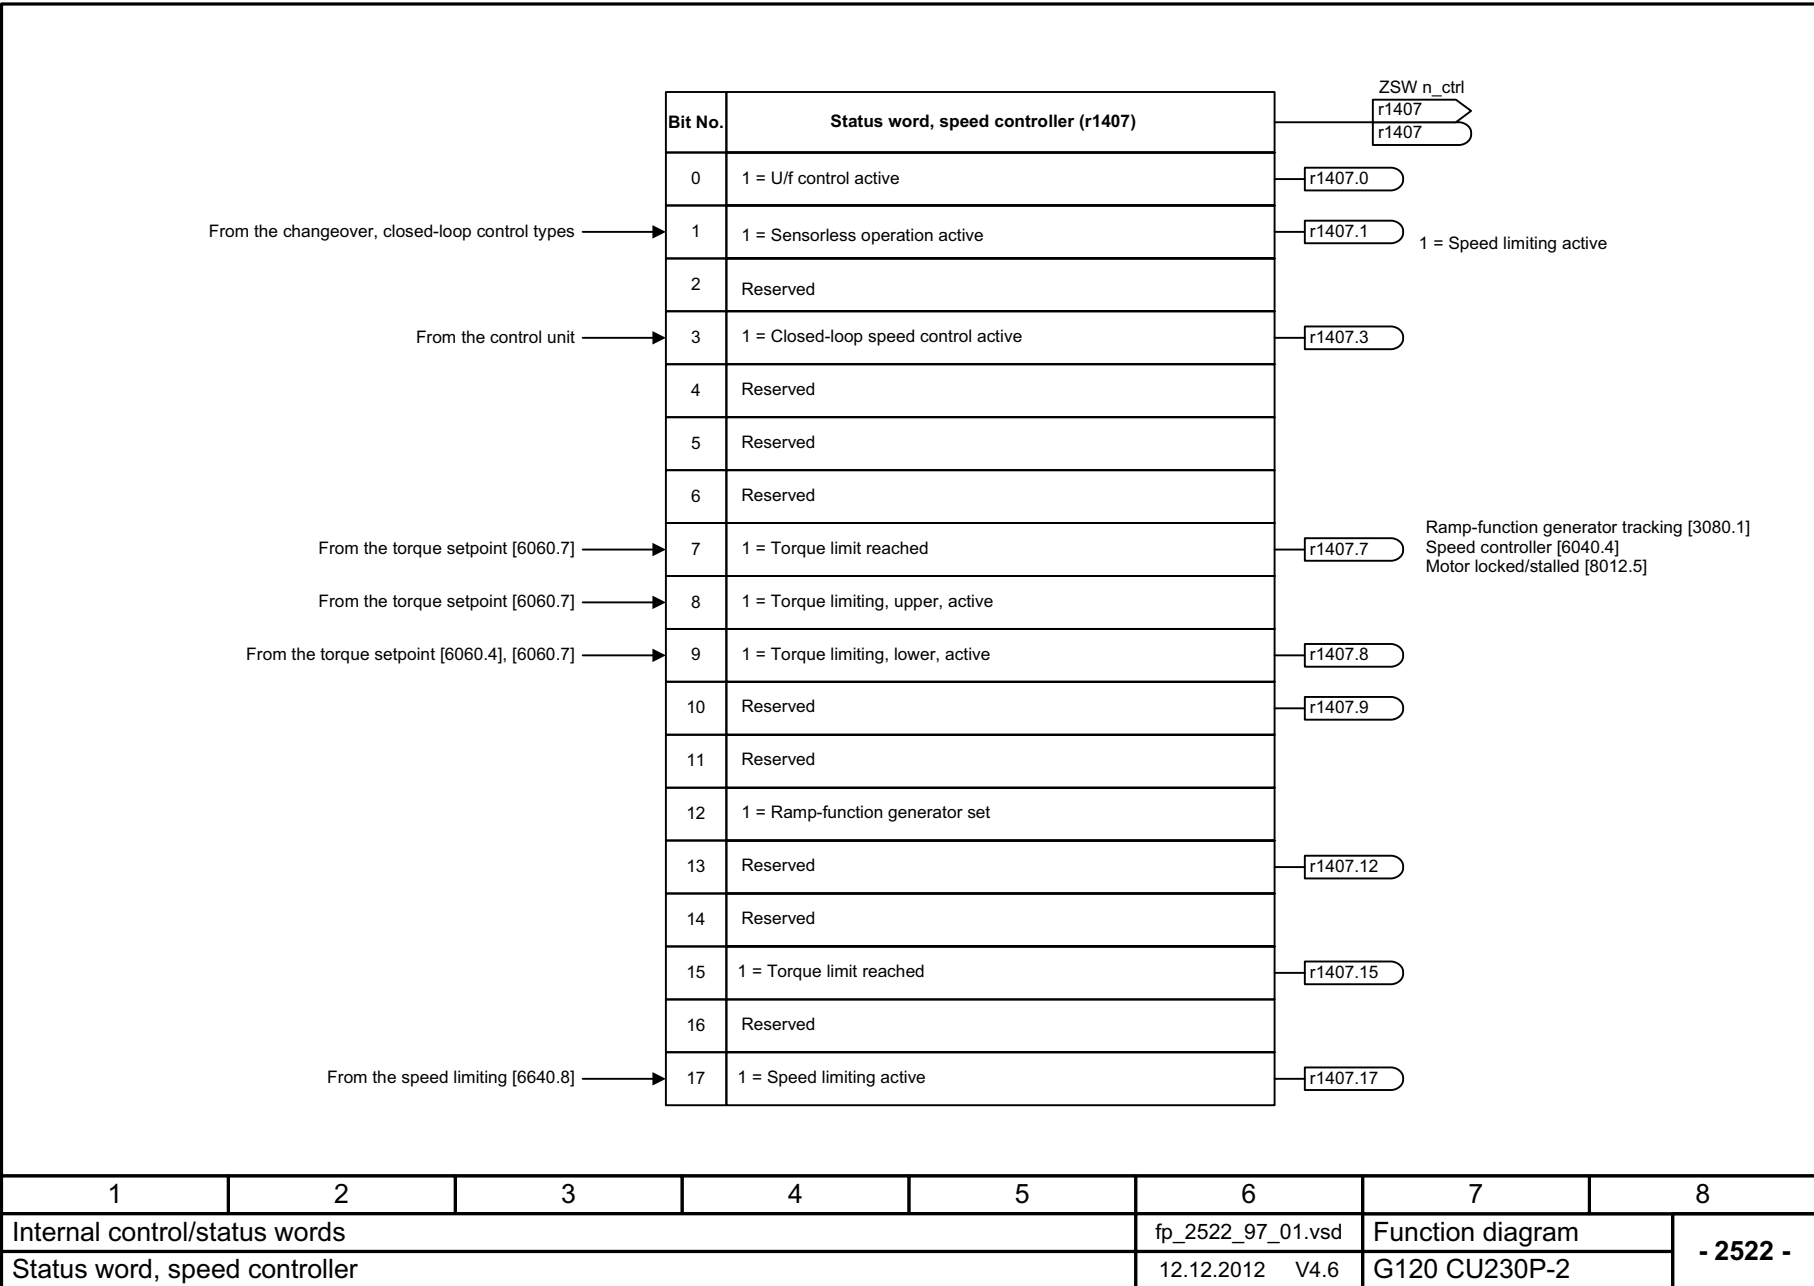 ZSW n_ctrl
Bit No. Status word, speed controller (r1407) r1407
r1407
0 1 = U/f control active r1407.0
From the changeover, closed-loop control types 1 1 = Sensorless operation active r1407.1 1 = Speed limiting active
2 Reserved
From the control unit 3 1 = Closed-loop speed control active r1407.3
4 Reserved
5 Reserved
6 Reserved
From the torque setpoint [6060.7] 7 1 = Torque limit reached r1407.7
Ramp-function generator tracking [3080.1]
Speed controller [6040.4]
Motor locked/stalled [8012.5]
From the torque setpoint [6060.7] 8 1 = Torque limiting, upper, active
From the torque setpoint [6060.4], [6060.7] 9 1 = Torque limiting, lower, active r1407.8
10 Reserved r1407.9
11 Reserved
12 1 = Ramp-function generator set
13 Reserved r1407.12
14 Reserved
15 1 = Torque limit reached r1407.15
16 Reserved
From the speed limiting [6640.8] 17 1 = Speed limiting active r1407.17
1 2 3 4 5 6 7 8
Internal control/status words fp_2522_97_01.vsd Function diagram - 2522 -
Status word, speed controller 12.12.2012 V4.6 G120 CU230P-2